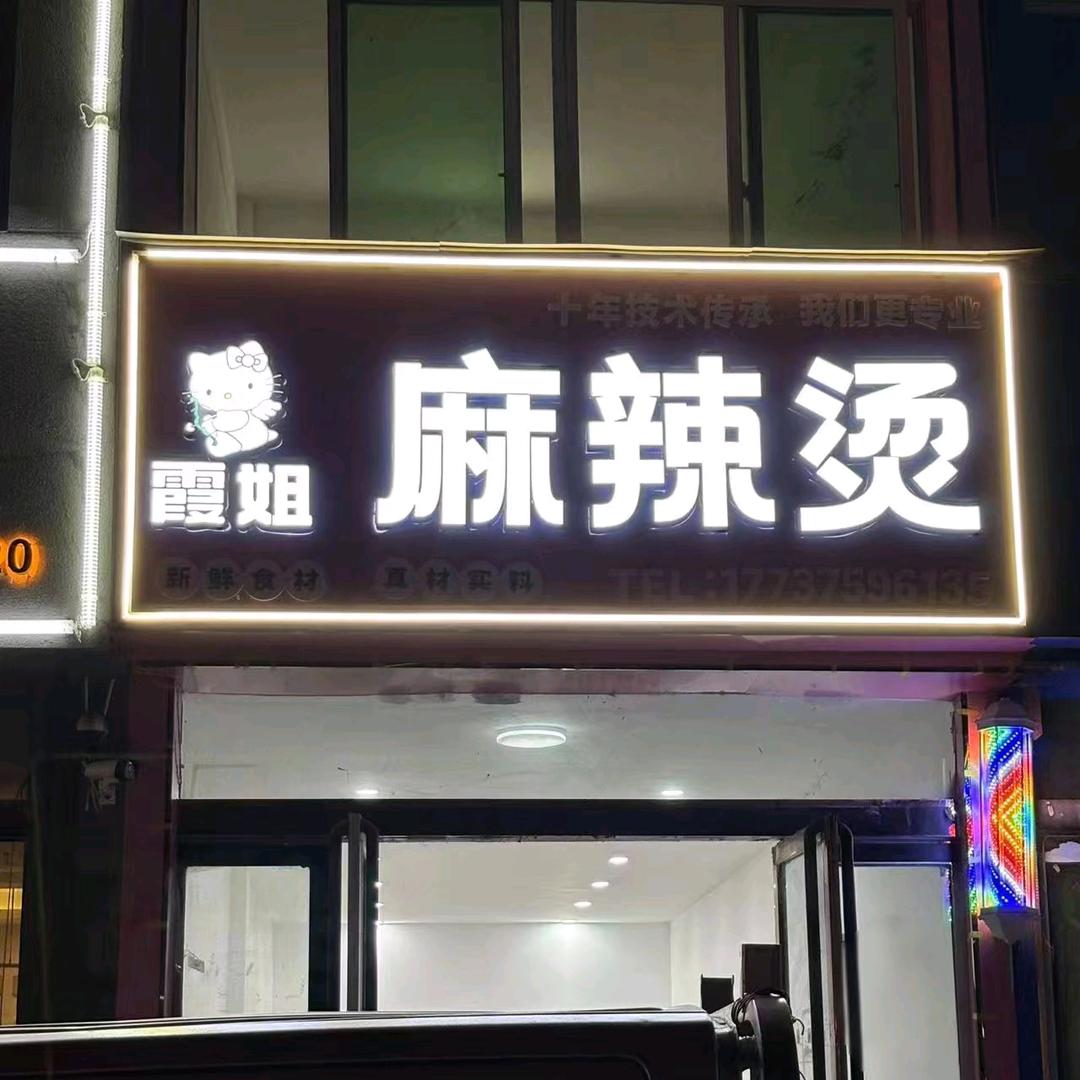 十年技术传承 我们更专业
霞姐
麻辣烫
新鲜食材 真材实料
TEL:17737596135
20